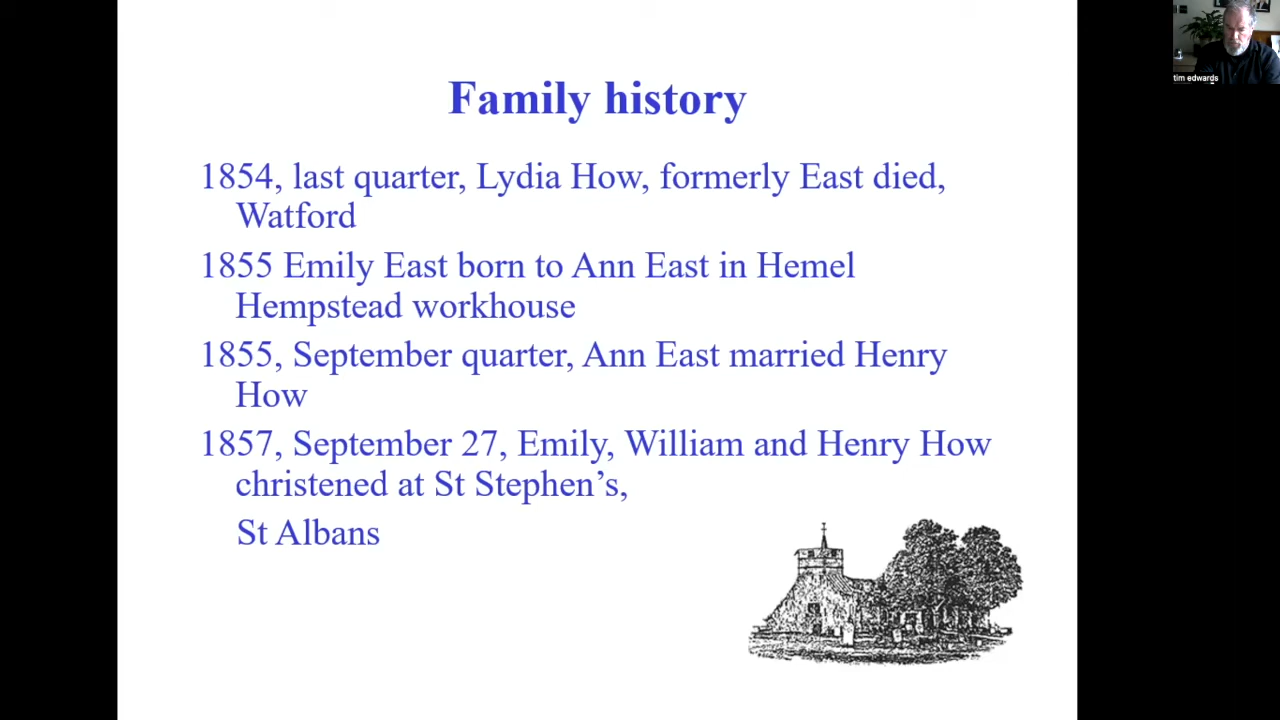 Family history
1854, last quarter, Lydia How, formerly East died,
Watford
1855 Emily East born to Ann East in Hemel
Hempstead workhouse
1855, September quarter, Ann East married Henry
How
1857, September 27, Emily, William and Henry How
christened at St Stephen’s,
St Albans
tim edwards